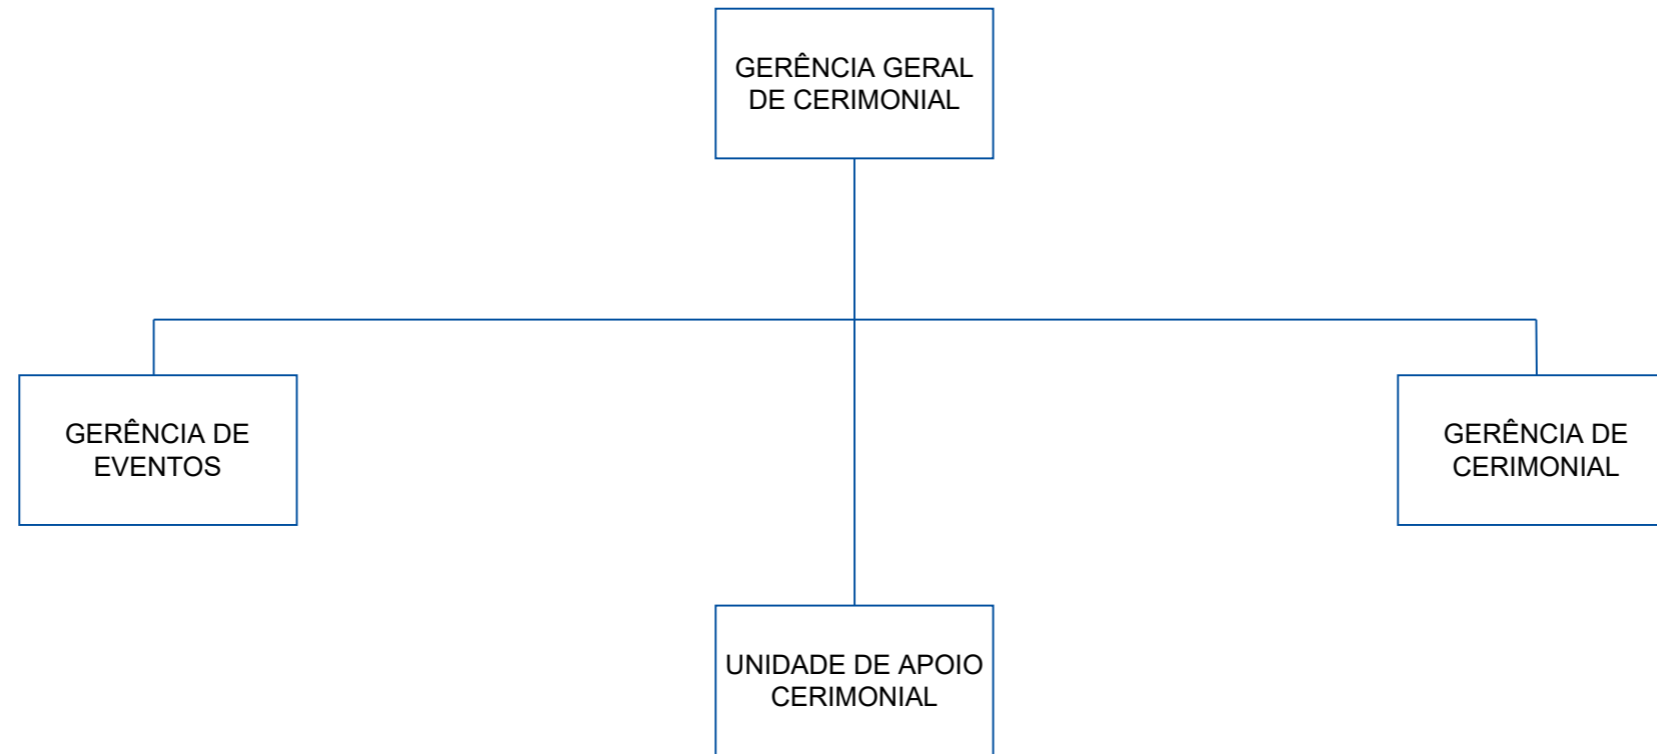 GERÊNCIA GERAL
DE CERIMONIAL
GERÊNCIA DE
EVENTOS
GERÊNCIA DE
CERIMONIAL
UNIDADE DE APOIO
CERIMONIAL